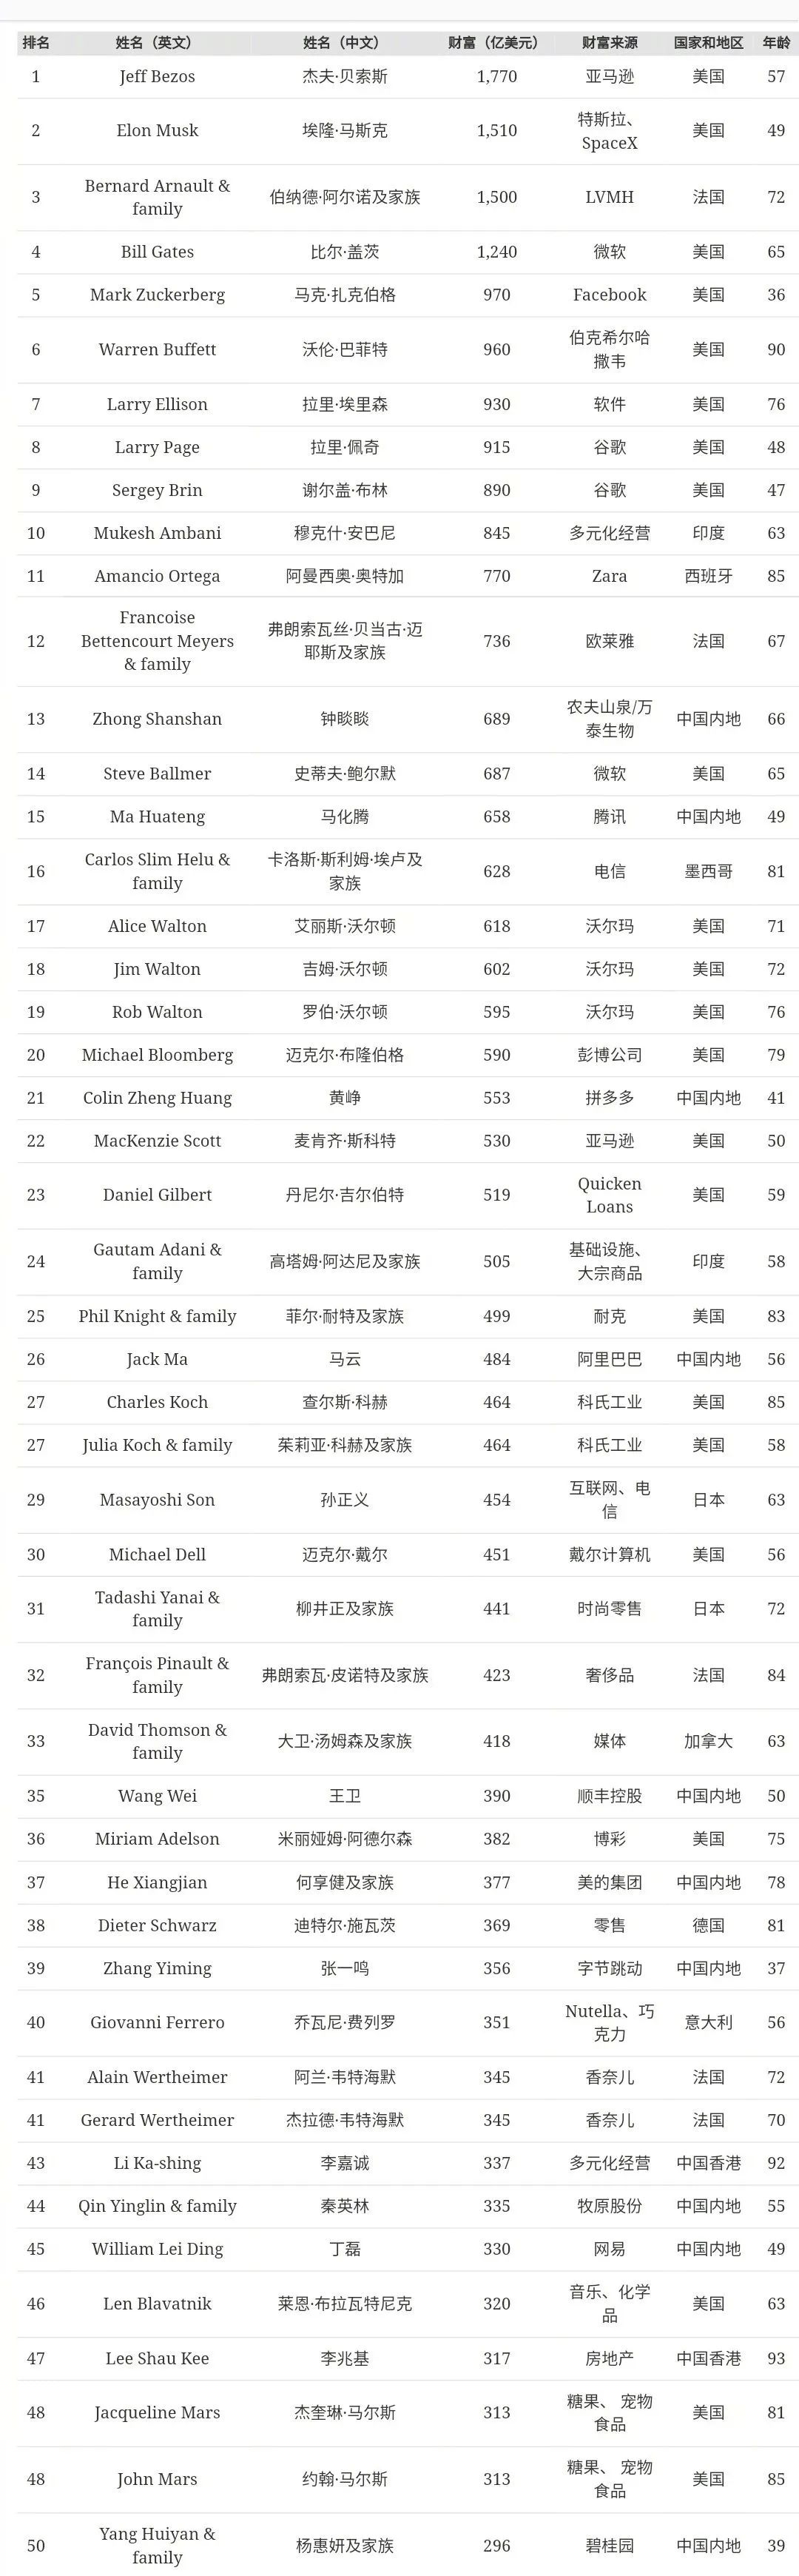 排名 姓名（英文） 姓名（中文） 财富（亿美元） 财富来源 国家和地区 年龄
1 Jeff Bezos 杰夫·贝索斯 1,770 亚马逊 美国 57
2 Elon Musk 埃隆·马斯克 1,510 特斯拉、
SpaceX 美国 49
3 Bernard Arnault &
family 伯纳德·阿尔诺及家族 1,500 LVMH 法国 72
4 Bill Gates 比尔·盖茨 1,240 微软 美国 65
5 Mark Zuckerberg 马克·扎克伯格 970 Facebook 美国 36
6 Warren Buffett 沃伦·巴菲特 960 伯克希尔哈
撒韦 美国 90
7 Larry Ellison 拉里·埃里森 930 软件 美国 76
8 Larry Page 拉里·佩奇 915 谷歌 美国 48
9 Sergey Brin 谢尔盖·布林 890 谷歌 美国 47
10 Mukesh Ambani 穆克什·安巴尼 845 多元化经营 印度 63
11 Amancio Ortega 阿曼西奥·奥特加 770 Zara 西班牙 85
12 Francoise
Bettencourt Meyers
& family 弗朗索瓦丝·贝当古·迈
耶斯及家族 736 欧莱雅 法国 67
13 Zhong Shanshan 钟睒睒 689 农夫山泉/万
泰生物 中国内地 66
14 Steve Ballmer 史蒂夫·鲍尔默 687 微软 美国 65
15 Ma Huateng 马化腾 658 腾讯 中国内地 49
16 Carlos Slim Helu &
family 卡洛斯·斯利姆·埃卢及
家族 628 电信 墨西哥 81
17 Alice Walton 艾丽斯·沃尔顿 618 沃尔玛 美国 71
18 Jim Walton 吉姆·沃尔顿 602 沃尔玛 美国 72
19 Rob Walton 罗伯·沃尔顿 595 沃尔玛 美国 76
20 Michael Bloomberg 迈克尔·布隆伯格 590 彭博公司 美国 79
21 Colin Zheng Huang 黄峥 553 拼多多 中国内地 41
22 MacKenzie Scott 麦肯齐·斯科特 530 亚马逊 美国 50
23 Daniel Gilbert 丹尼尔·吉尔伯特 519 Quicken
Loans 美国 59
24 Gautam Adani &
family 高塔姆·阿达尼及家族 505 基础设施、
大宗商品 印度 58
25 Phil Knight & family 菲尔·耐特及家族 499 耐克 美国 83
26 Jack Ma 马云 484 阿里巴巴 中国内地 56
27 Charles Koch 查尔斯·科赫 464 科氏工业 美国 85
27 Julia Koch & family 茱莉亚·科赫及家族 464 科氏工业 美国 58
29 Masayoshi Son 孙正义 454 互联网、电
信 日本 63
30 Michael Dell 迈克尔·戴尔 451 戴尔计算机 美国 56
31 Tadashi Yanai &
family 柳井正及家族 441 时尚零售 日本 72
32 François Pinault &
family 弗朗索瓦·皮诺特及家族 423 奢侈品 法国 84
33 David Thomson &
family 大卫·汤姆森及家族 418 媒体 加拿大 63
35 Wang Wei 王卫 390 顺丰控股 中国内地 50
36 Miriam Adelson 米丽娅姆·阿德尔森 382 博彩 美国 75
37 He Xiangjian 何享健及家族 377 美的集团 中国内地 78
38 Dieter Schwarz 迪特尔·施瓦茨 369 零售 德国 81
39 Zhang Yiming 张一鸣 356 字节跳动 中国内地 37
40 Giovanni Ferrero 乔瓦尼·费列罗 351 Nutella、巧
克力 意大利 56
41 Alain Wertheimer 阿兰·韦特海默 345 香奈儿 法国 72
41 Gerard Wertheimer 杰拉德·韦特海默 345 香奈儿 法国 70
43 Li Ka-shing 李嘉诚 337 多元化经营 中国香港 92
44 Qin Yinglin & family 秦英林 335 牧原股份 中国内地 55
45 William Lei Ding 丁磊 330 网易 中国内地 49
46 Len Blavatnik 莱恩·布拉瓦特尼克 320 音乐、化学
品 美国 63
47 Lee Shau Kee 李兆基 317 房地产 中国香港 93
48 Jacqueline Mars 杰奎琳·马尔斯 313 糖果、 宠物
食品 美国 81
48 John Mars 约翰·马尔斯 313 糖果、 宠物
食品 美国 85
50 Yang Huiyan &
family 杨惠妍及家族 296 碧桂园 中国内地 39